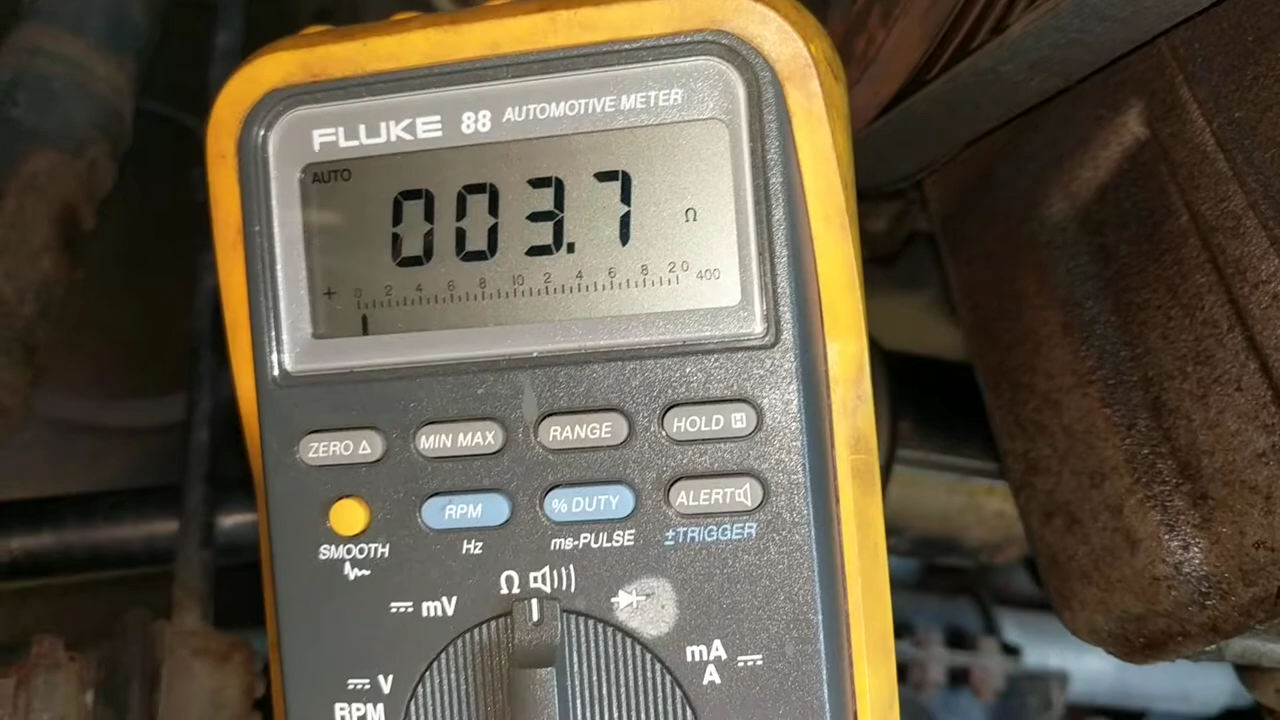 FLUKE 88 AUTOMOTIVE METER
AUTO
003.7 Ω
+ 0 2 4 6 8 10 2 4 6 8 20 400
ZERO Δ MIN MAX RANGE HOLD H
RPM % DUTY ALERT
SMOOTH Hz ms-PULSE ±TRIGGER
Ω
mV
mA
A
V
RPM